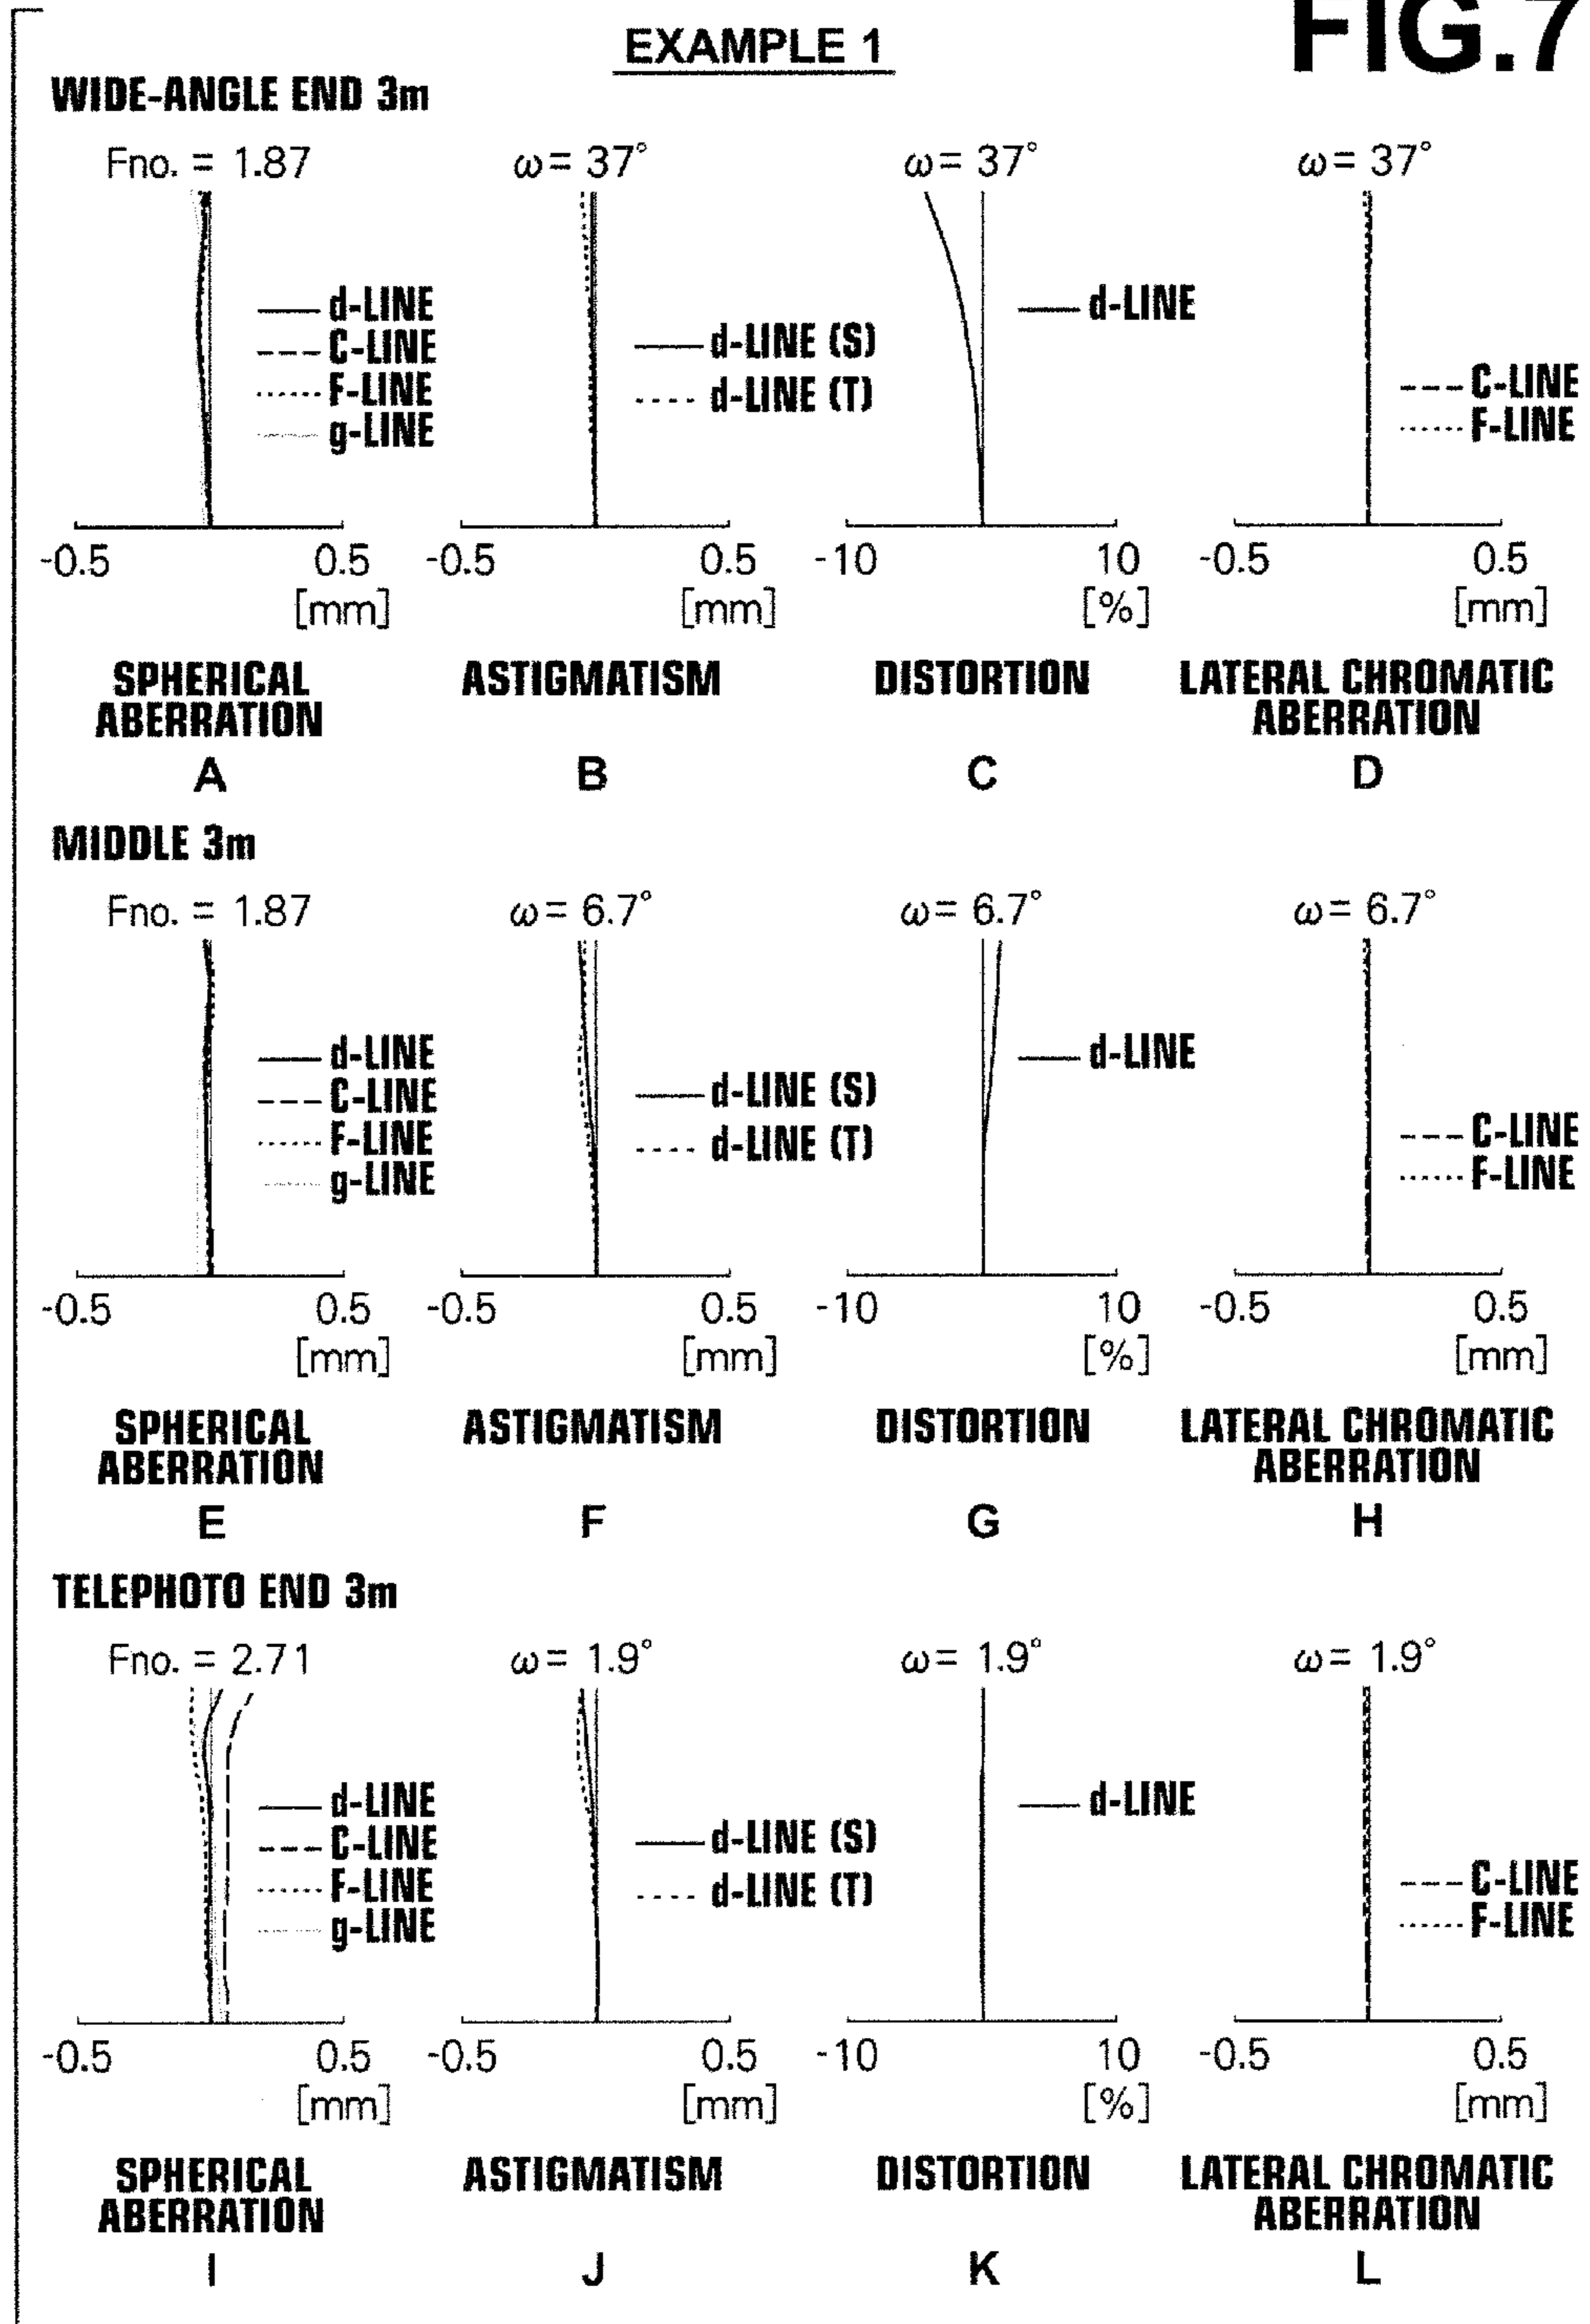 FIG.7
EXAMPLE 1
WIDE-ANGLE END 3m
Fno. = 1.87
ω= 37°
ω= 37°
ω= 37°
d-LINE
C-LINE
F-LINE
g-LINE
d-LINE (S)
d-LINE (T)
d-LINE
C-LINE
F-LINE
-0.5 0.5
[mm]
-0.5 0.5
[mm]
-10 10
[%]
-0.5 0.5
[mm]
SPHERICAL
ABERRATION
ASTIGMATISM
DISTORTION
LATERAL CHROMATIC
ABERRATION
A
B
C
D
MIDDLE 3m
Fno. = 1.87
ω= 6.7°
ω= 6.7°
ω= 6.7°
d-LINE
C-LINE
F-LINE
g-LINE
d-LINE (S)
d-LINE (T)
d-LINE
C-LINE
F-LINE
-0.5 0.5
[mm]
-0.5 0.5
[mm]
-10 10
[%]
-0.5 0.5
[mm]
SPHERICAL
ABERRATION
ASTIGMATISM
DISTORTION
LATERAL CHROMATIC
ABERRATION
E
F
G
H
TELEPHOTO END 3m
Fno. = 2.71
ω= 1.9°
ω= 1.9°
ω= 1.9°
d-LINE
C-LINE
F-LINE
g-LINE
d-LINE (S)
d-LINE (T)
d-LINE
C-LINE
F-LINE
-0.5 0.5
[mm]
-0.5 0.5
[mm]
-10 10
[%]
-0.5 0.5
[mm]
SPHERICAL
ABERRATION
ASTIGMATISM
DISTORTION
LATERAL CHROMATIC
ABERRATION
I
J
K
L